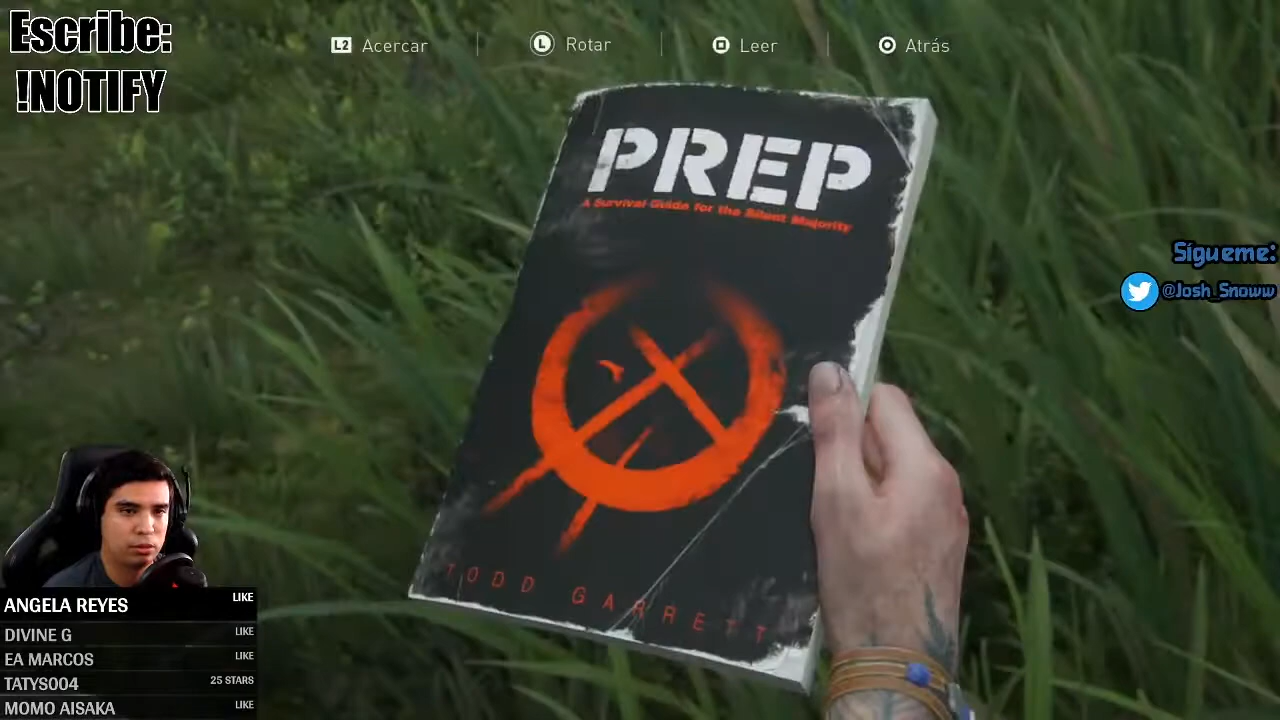 Escribe:
!NOTIFY
L2 Acercar
L Rotar
Leer
Atrás
PREP
A Survival Guide for the Silent Majority
TODD GARRETT
Sígueme:
@Josh_Snoww
ANGELA REYES LIKE
DIVINE G LIKE
EA MARCOS LIKE
TATYS004 25 STARS
MOMO AISAKA LIKE